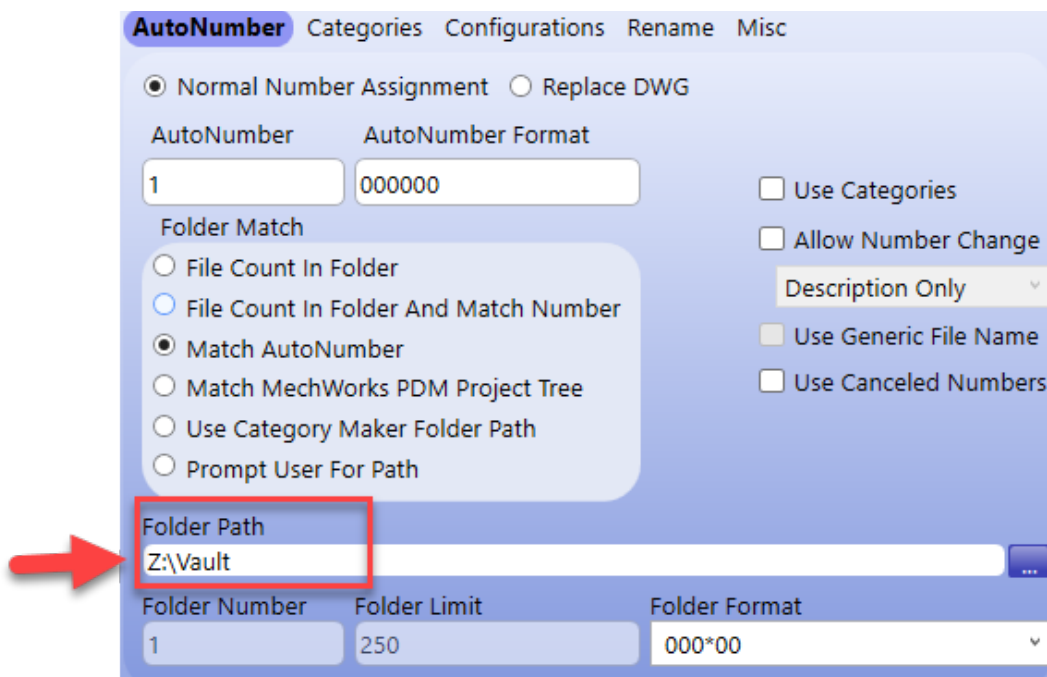 AutoNumber Categories Configurations Rename Misc
Normal Number Assignment Replace DWG
AutoNumber AutoNumber Format
1 000000
Use Categories
Folder Match
Allow Number Change
File Count In Folder
Description Only
File Count In Folder And Match Number
Use Generic File Name
Match AutoNumber
Use Canceled Numbers
Match MechWorks PDM Project Tree
Use Category Maker Folder Path
Prompt User For Path
Folder Path
Z:\Vault ...
Folder Number Folder Limit Folder Format
1 250 000*00